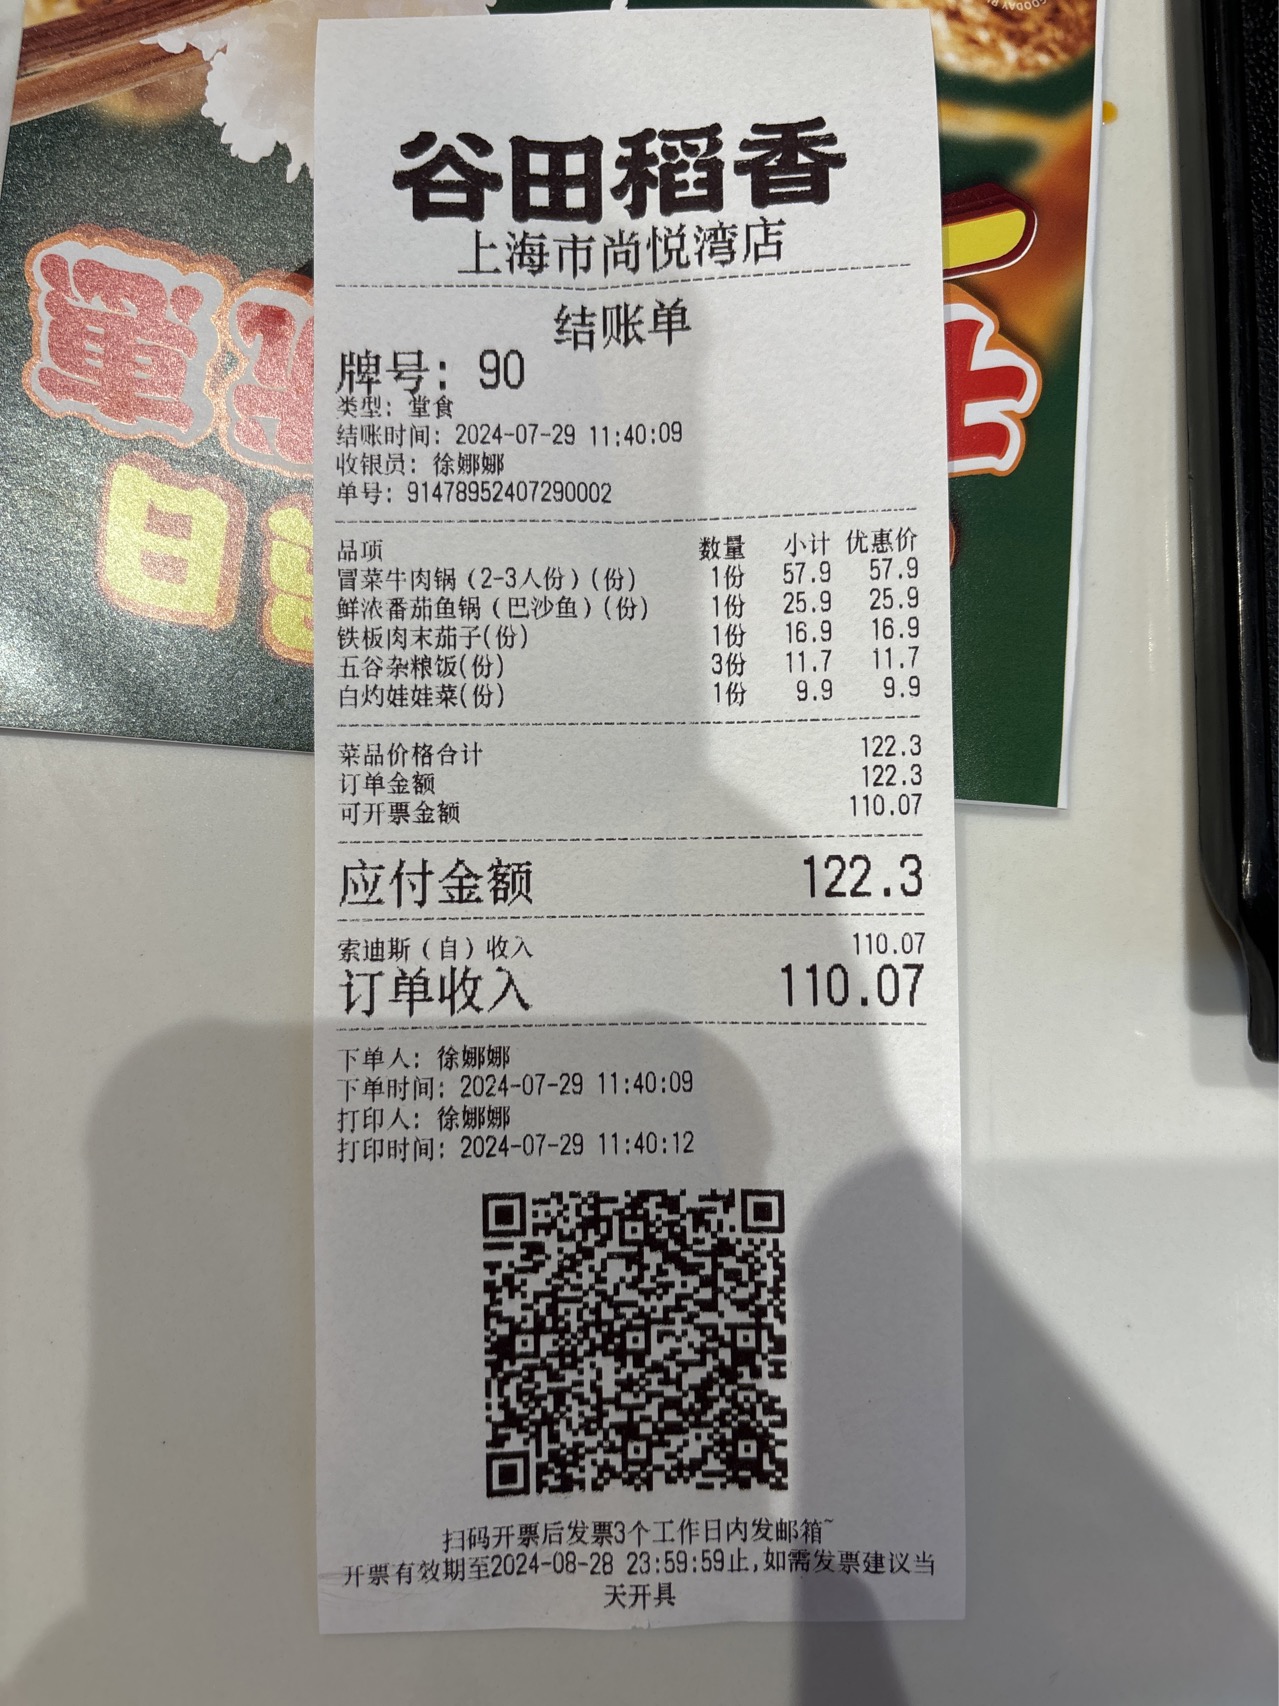 谷田稻香
上海市尚悦湾店
结账单
牌号: 90
类型: 堂食
结账时间: 2024-07-29 11:40:09
收银员: 徐娜娜
单号: 91478952407290002
品项 数量 小计 优惠价
冒菜牛肉锅（2-3人份）(份) 1份 57.9 57.9
鲜浓番茄鱼锅（巴沙鱼）(份) 1份 25.9 25.9
铁板肉末茄子(份) 1份 16.9 16.9
五谷杂粮饭(份) 3份 11.7 11.7
白灼娃娃菜(份) 1份 9.9 9.9
菜品价格合计 122.3
订单金额 122.3
可开票金额 110.07
应付金额 122.3
索迪斯（自）收入 110.07
订单收入 110.07
下单人: 徐娜娜
下单时间: 2024-07-29 11:40:09
打印人: 徐娜娜
打印时间: 2024-07-29 11:40:12
扫码开票后发票3个工作日内发邮箱~
开票有效期至2024-08-28 23:59:59止,如需发票建议当
天开具